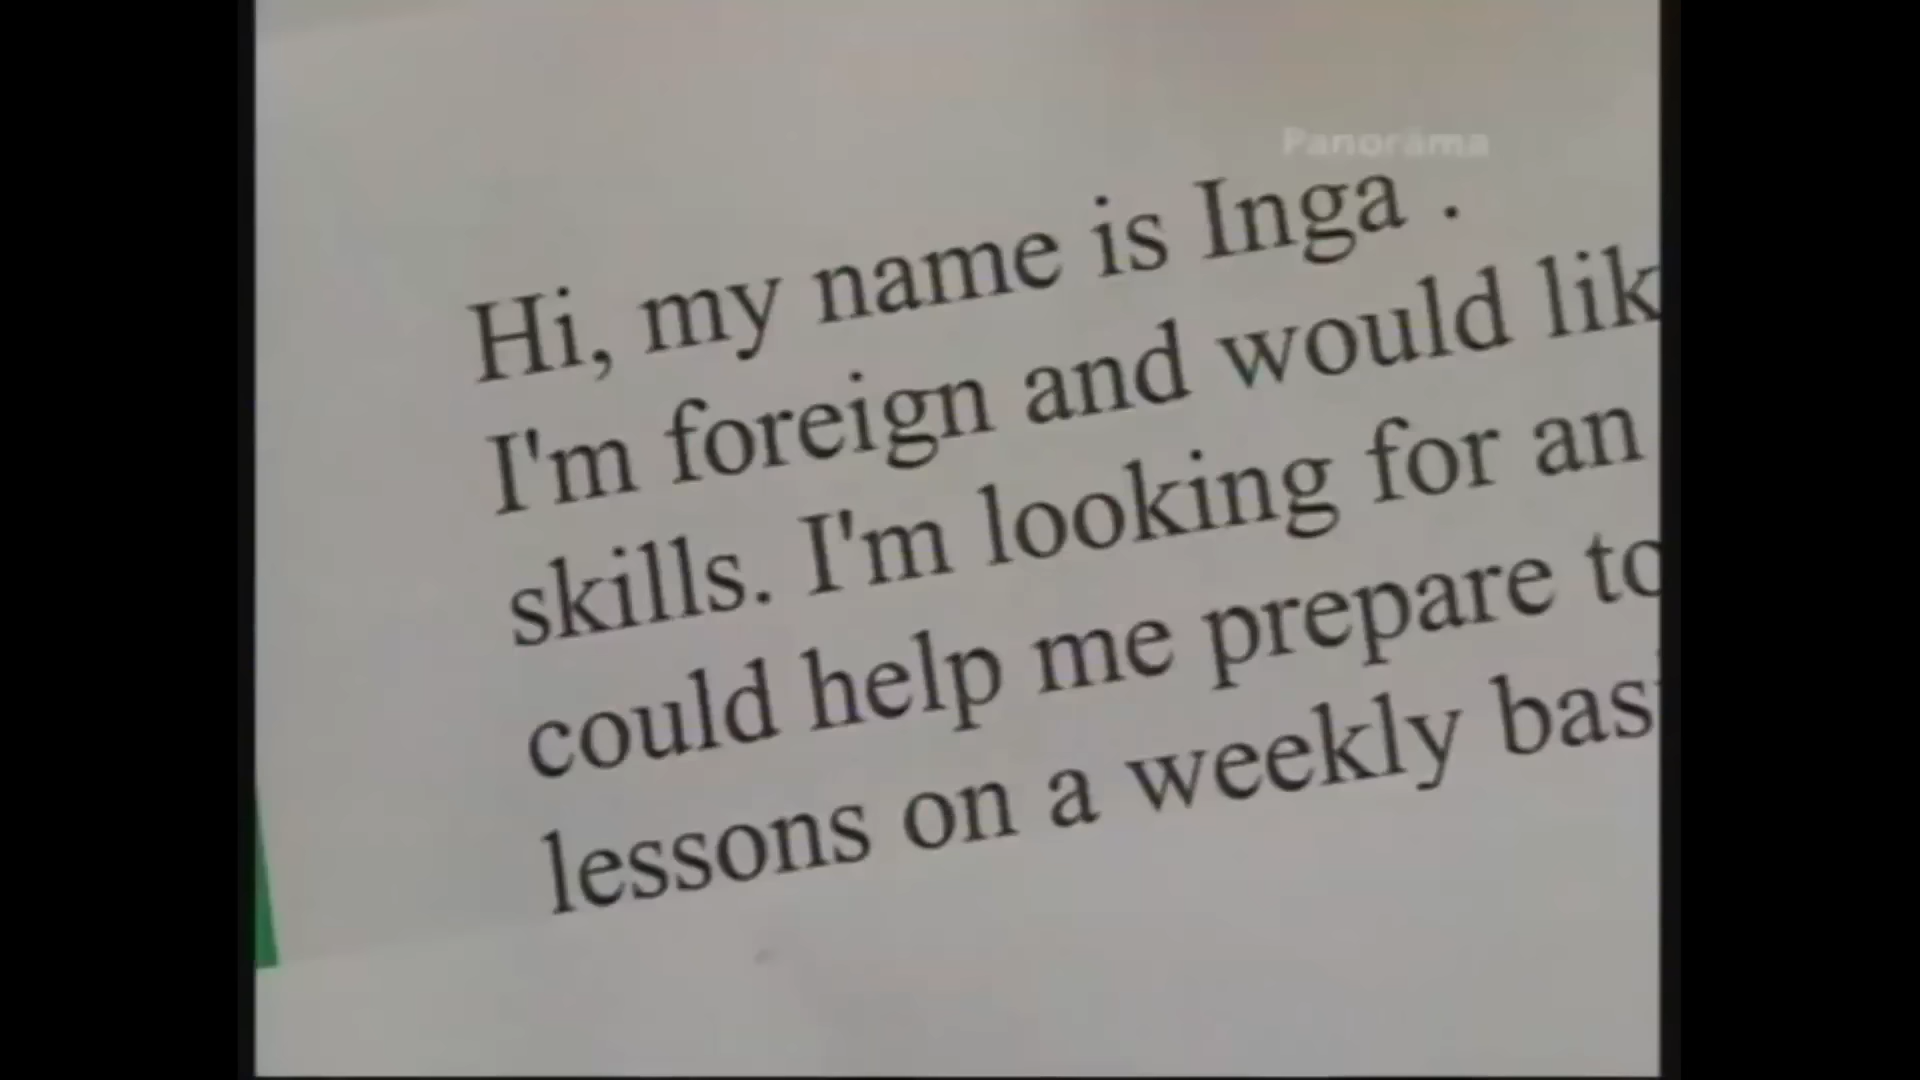 Panorama
Hi, my name is Inga .
I'm foreign and would lik
skills. I'm looking for an
could help me prepare to
lessons on a weekly bas